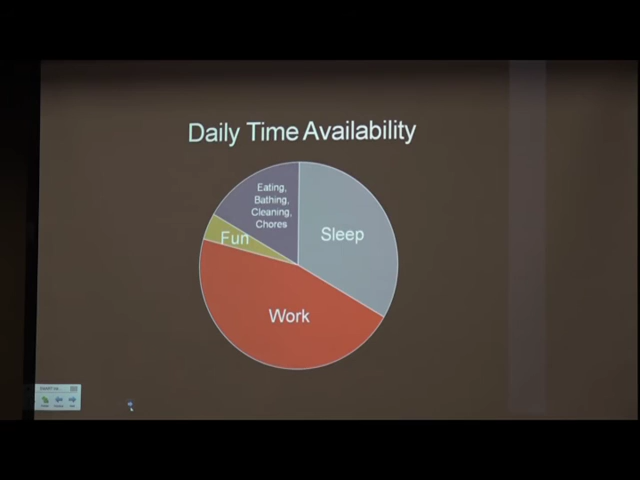 Daily Time Availability
Eating,
Bathing,
Cleaning,
Chores
Sleep
Fun
Work